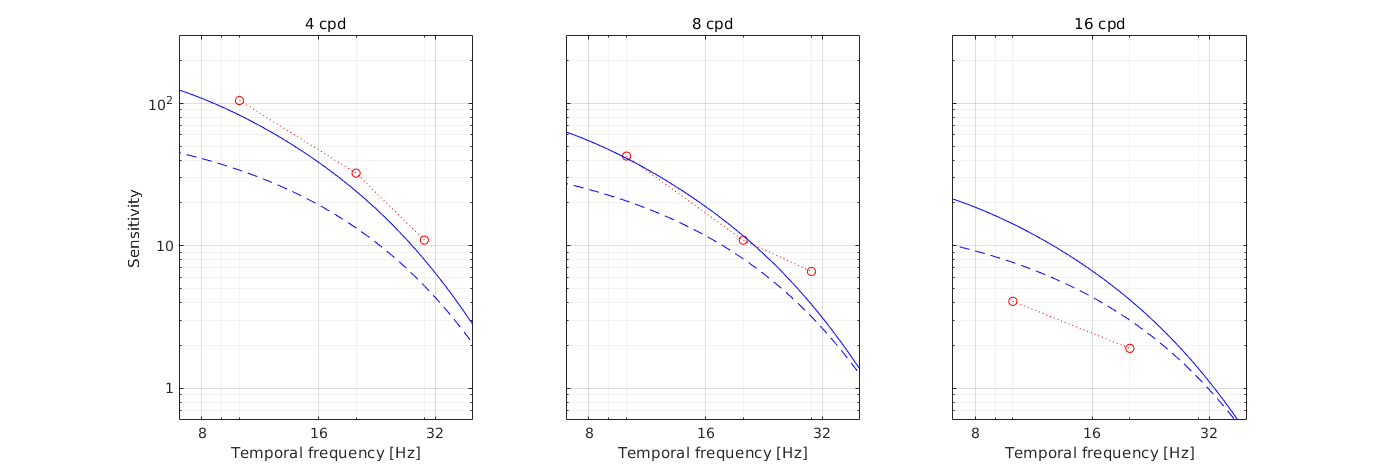 4 cpd
8 cpd
16 cpd
Sensitivity
10²
10
1
8
16
32
8
16
32
8
16
32
Temporal frequency [Hz]
Temporal frequency [Hz]
Temporal frequency [Hz]